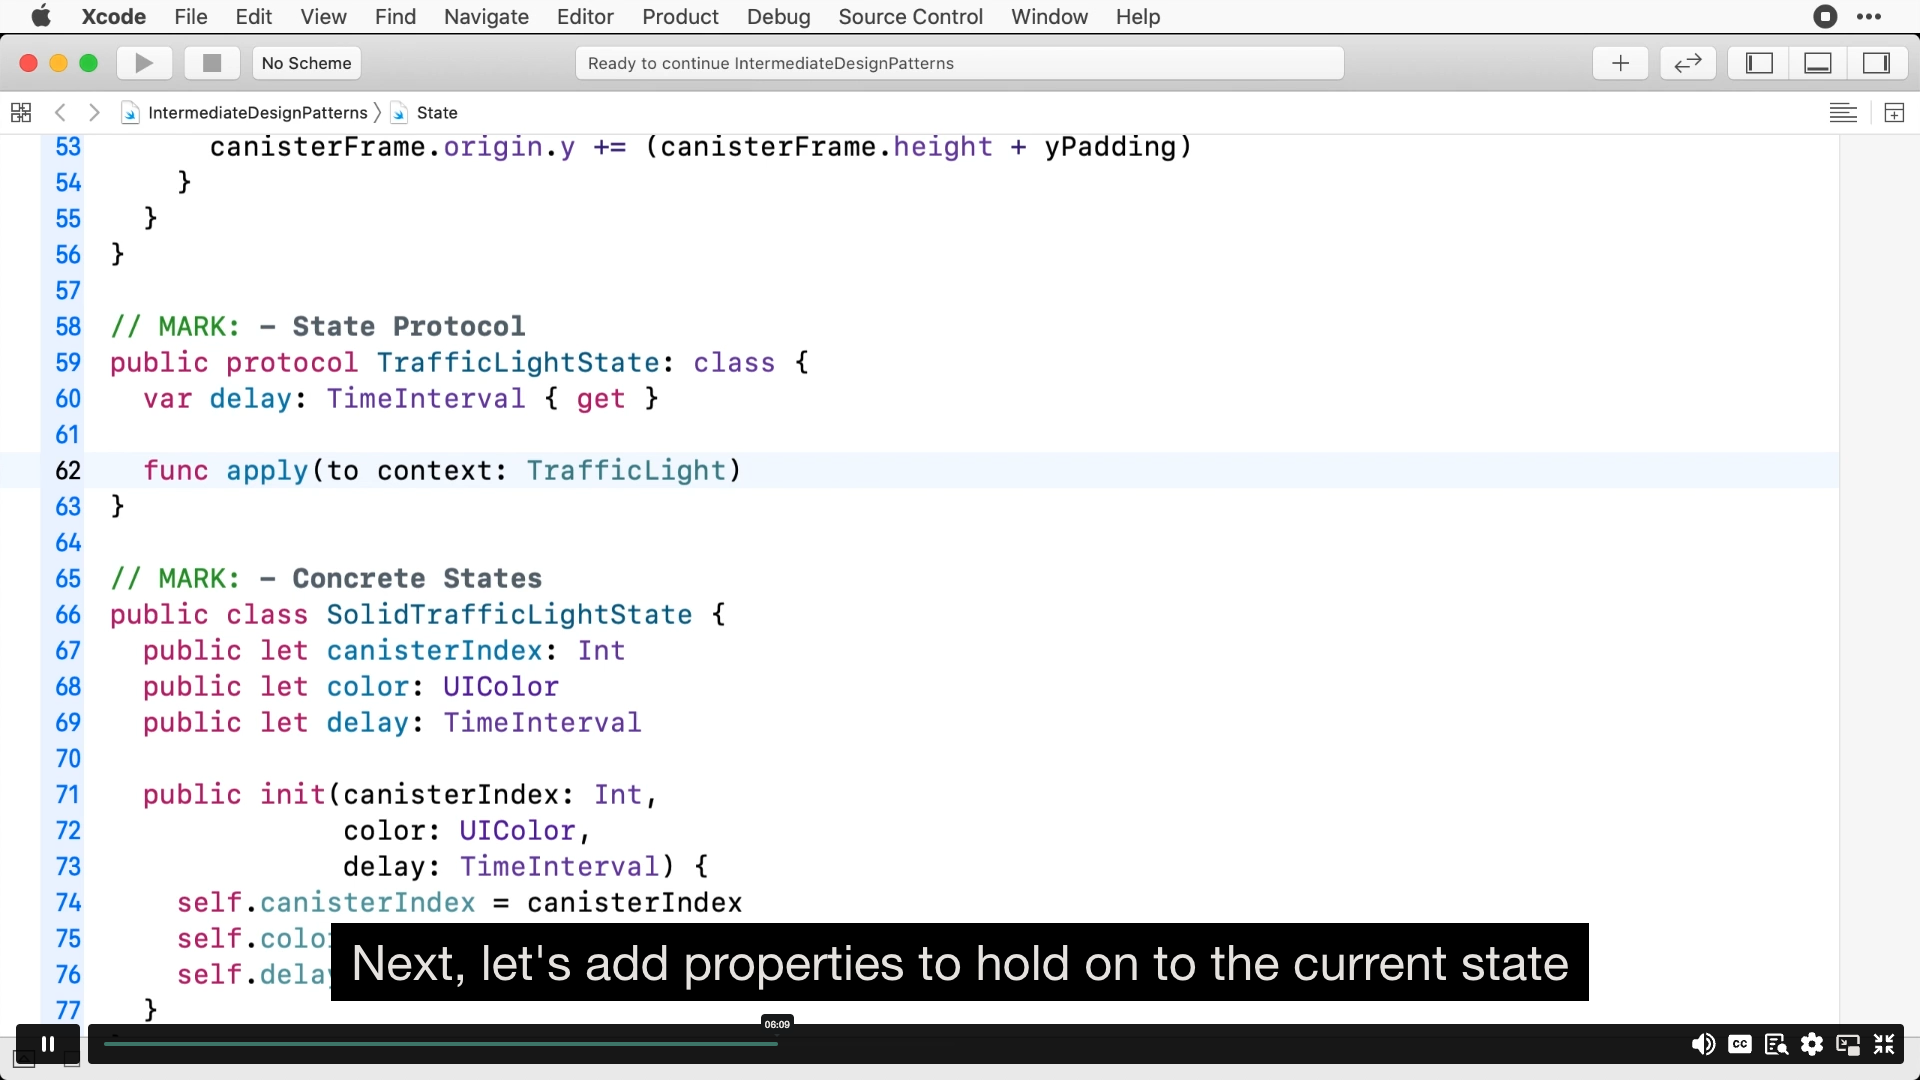 Xcode File Edit View Find Navigate Editor Product Debug Source Control Window Help
No Scheme
Ready to continue IntermediateDesignPatterns
IntermediateDesignPatterns
State
53 canisterFrame.origin.y += (canisterFrame.height + yPadding)
54 }
55 }
56 }
57
58 // MARK: - State Protocol
59 public protocol TrafficLightState: class {
60 var delay: TimeInterval { get }
61
62 func apply(to context: TrafficLight)
63 }
64
65 // MARK: - Concrete States
66 public class SolidTrafficLightState {
67 public let canisterIndex: Int
68 public let color: UIColor
69 public let delay: TimeInterval
70
71 public init(canisterIndex: Int,
72 color: UIColor,
73 delay: TimeInterval) {
74 self.canisterIndex = canisterIndex
75 self.colo
76 self.dela
77 }
Next, let's add properties to hold on to the current state
06:09
CC